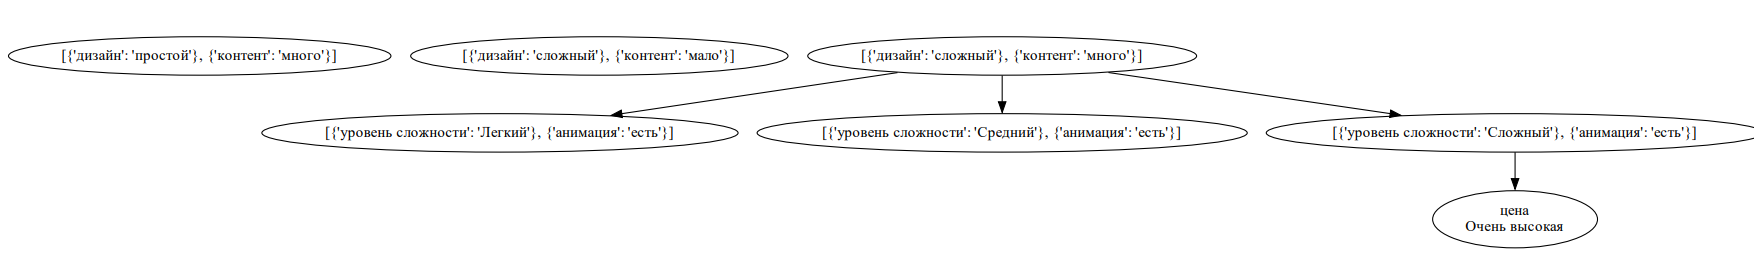 [{'дизайн': 'простой'}, {'контент': 'много'}]
[{'дизайн': 'сложный'}, {'контент': 'мало'}]
[{'дизайн': 'сложный'}, {'контент': 'много'}]
[{'уровень сложности': 'Легкий'}, {'анимация': 'есть'}]
[{'уровень сложности': 'Средний'}, {'анимация': 'есть'}]
[{'уровень сложности': 'Сложный'}, {'анимация': 'есть'}]
цена
Очень высокая